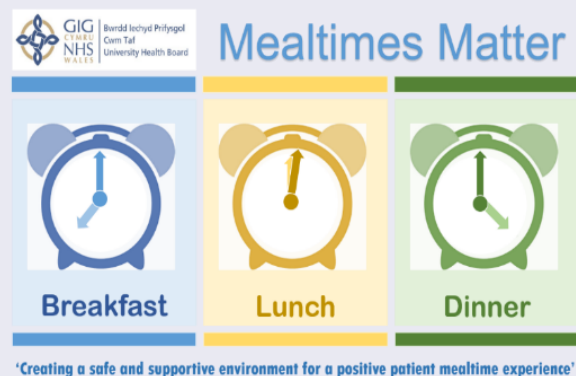 GIG
CYMRU
NHS
WALES
Bwrdd Iechyd Prifysgol
Cwm Taf
University Health Board
Mealtimes Matter
Breakfast
Lunch
Dinner
'Creating a safe and supportive environment for a positive patient mealtime experience'